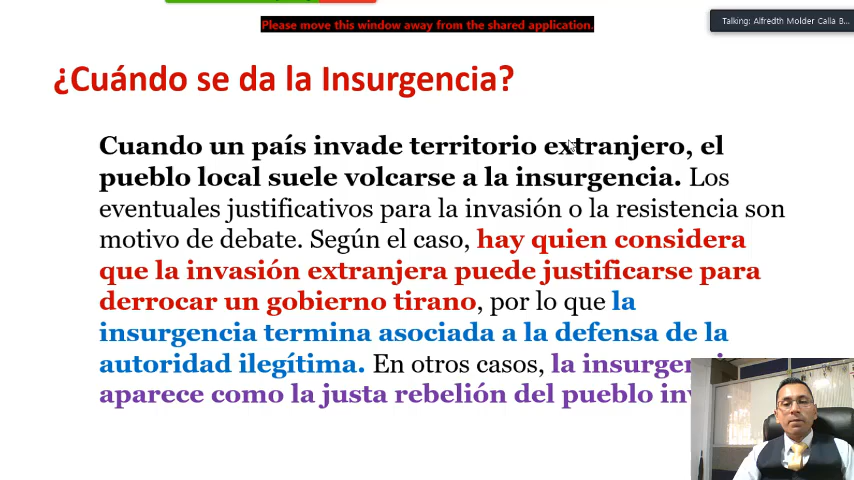 Please move this window away from the shared application.
Talking: Alfredth Molder Calla B...
¿Cuándo se da la Insurgencia?
Cuando un país invade territorio extranjero, el
pueblo local suele volcarse a la insurgencia. Los
eventuales justificativos para la invasión o la resistencia son
motivo de debate. Según el caso, hay quien considera
que la invasión extranjera puede justificarse para
derrocar un gobierno tirano, por lo que la
insurgencia termina asociada a la defensa de la
autoridad ilegítima. En otros casos, la
aparece como la justa rebelión del pueblo